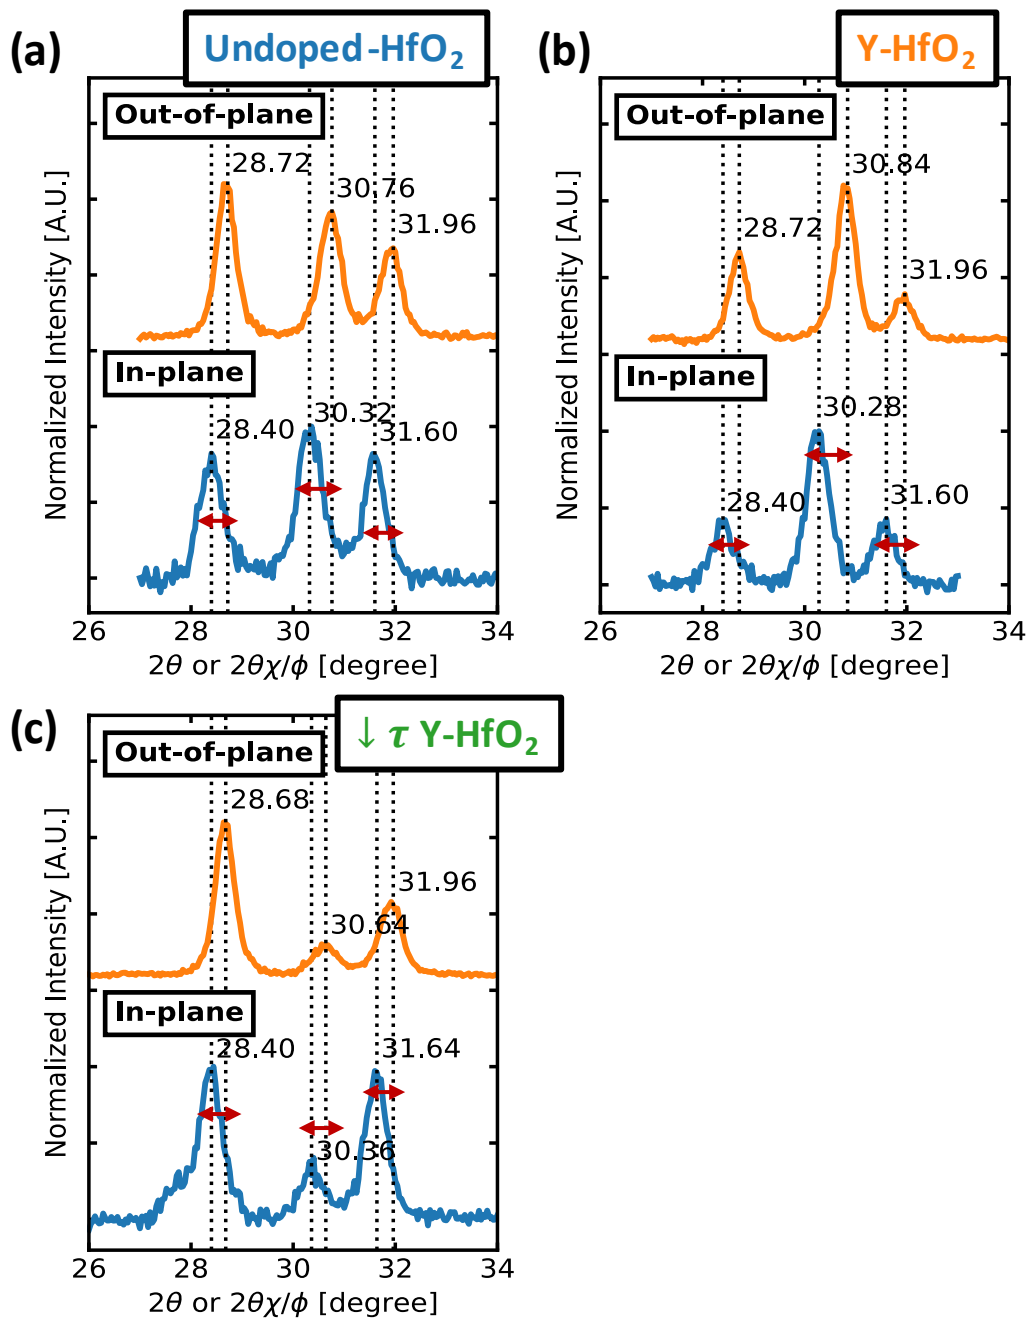 (a)
Undoped-HfO₂
Out-of-plane
28.72
30.76
31.96
In-plane
28.40
30.32
31.60
Normalized Intensity [A.U.]
26 28 30 32 34
2θ or 2θχ/ϕ [degree]
(b)
Y-HfO₂
Out-of-plane
30.84
28.72
31.96
In-plane
30.28
28.40
31.60
Normalized Intensity [A.U.]
26 28 30 32 34
2θ or 2θχ/ϕ [degree]
(c)
↓ τ Y-HfO₂
Out-of-plane
28.68
31.96
30.64
In-plane
28.40
31.64
30.36
Normalized Intensity [A.U.]
26 28 30 32 34
2θ or 2θχ/ϕ [degree]